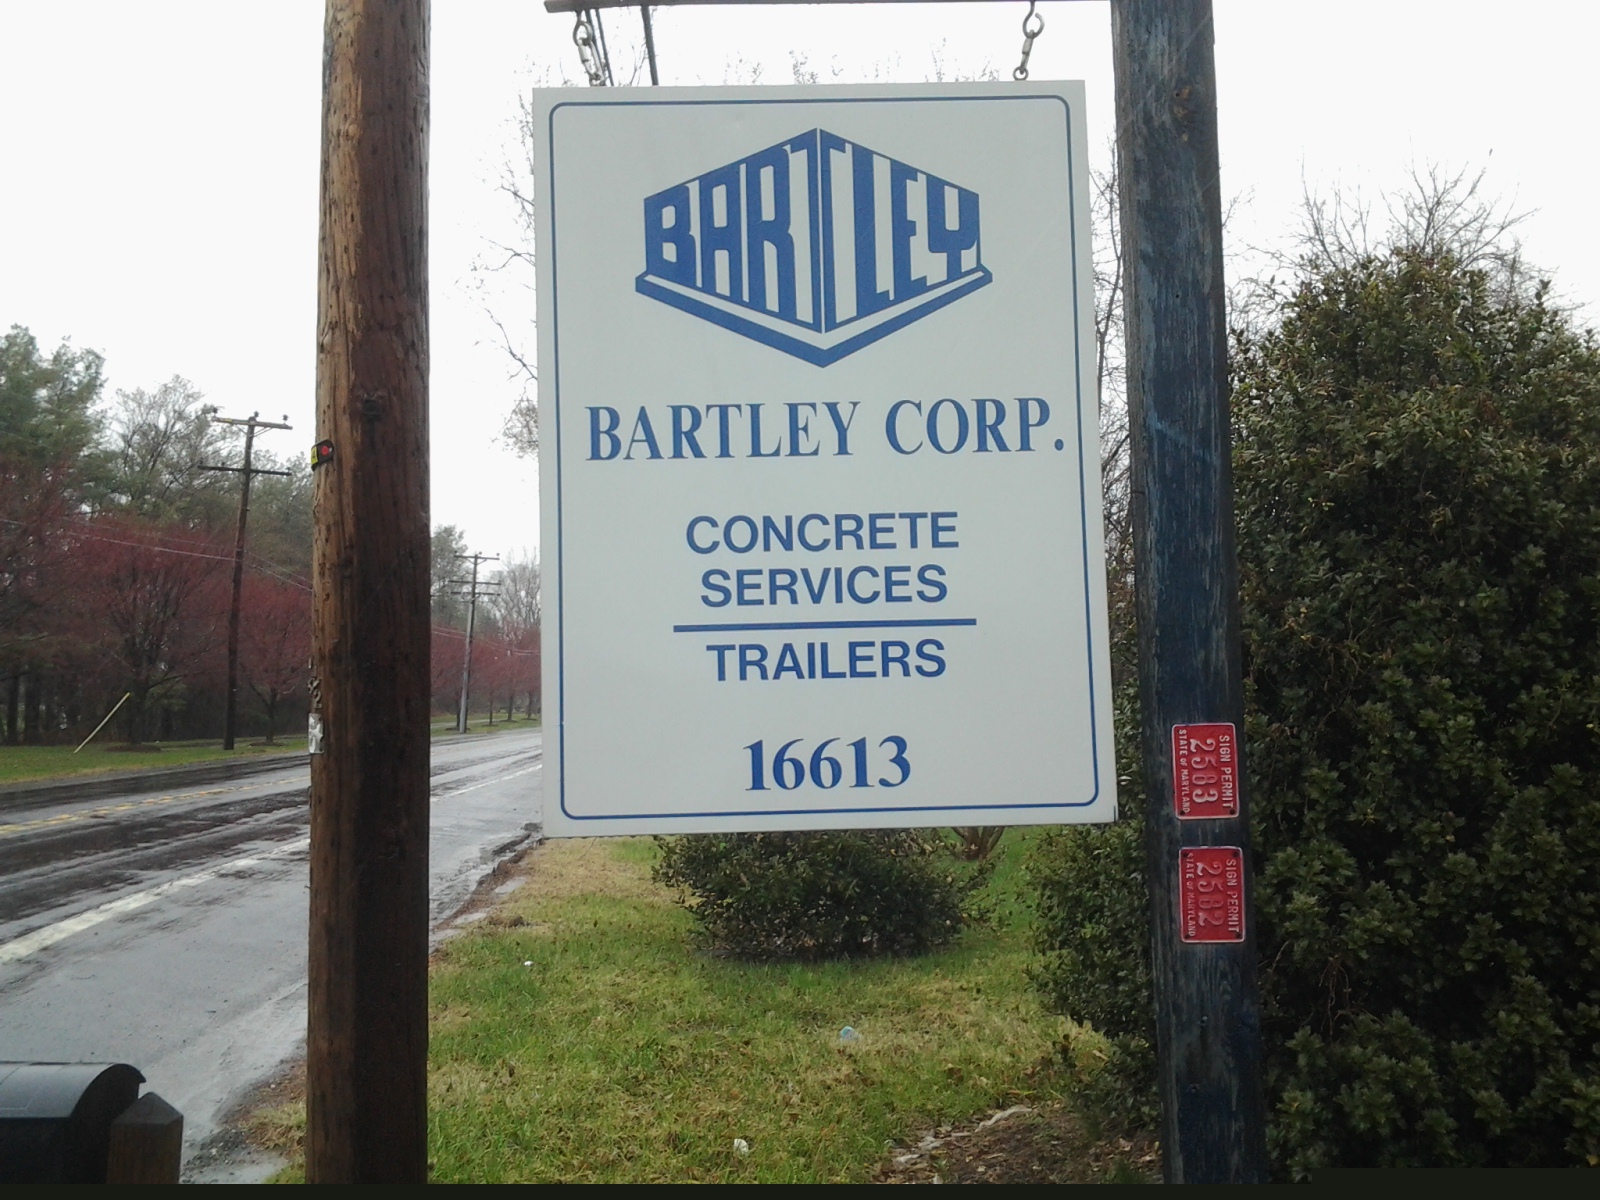 BARTLEY
BARTLEY CORP.
CONCRETE
SERVICES
TRAILERS
16613
SIGN PERMIT
2583
STATE OF MARYLAND
SIGN PERMIT
2582
STATE OF MARYLAND